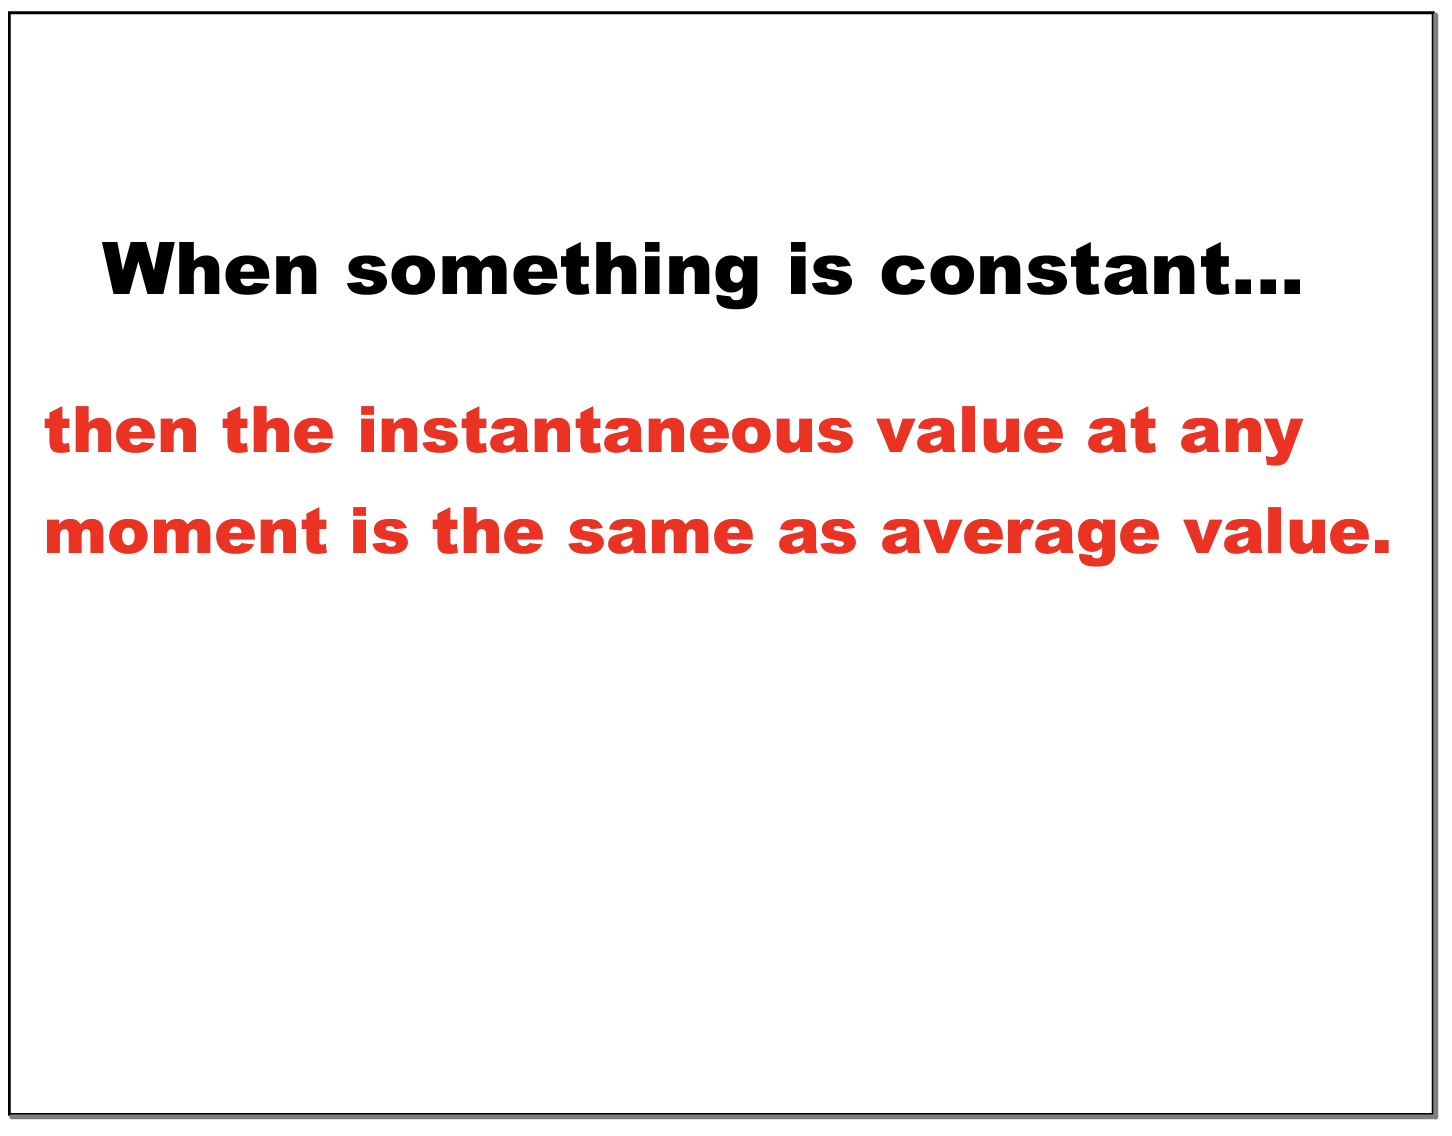 When something is constant...
then the instantaneous value at any
moment is the same as average value.